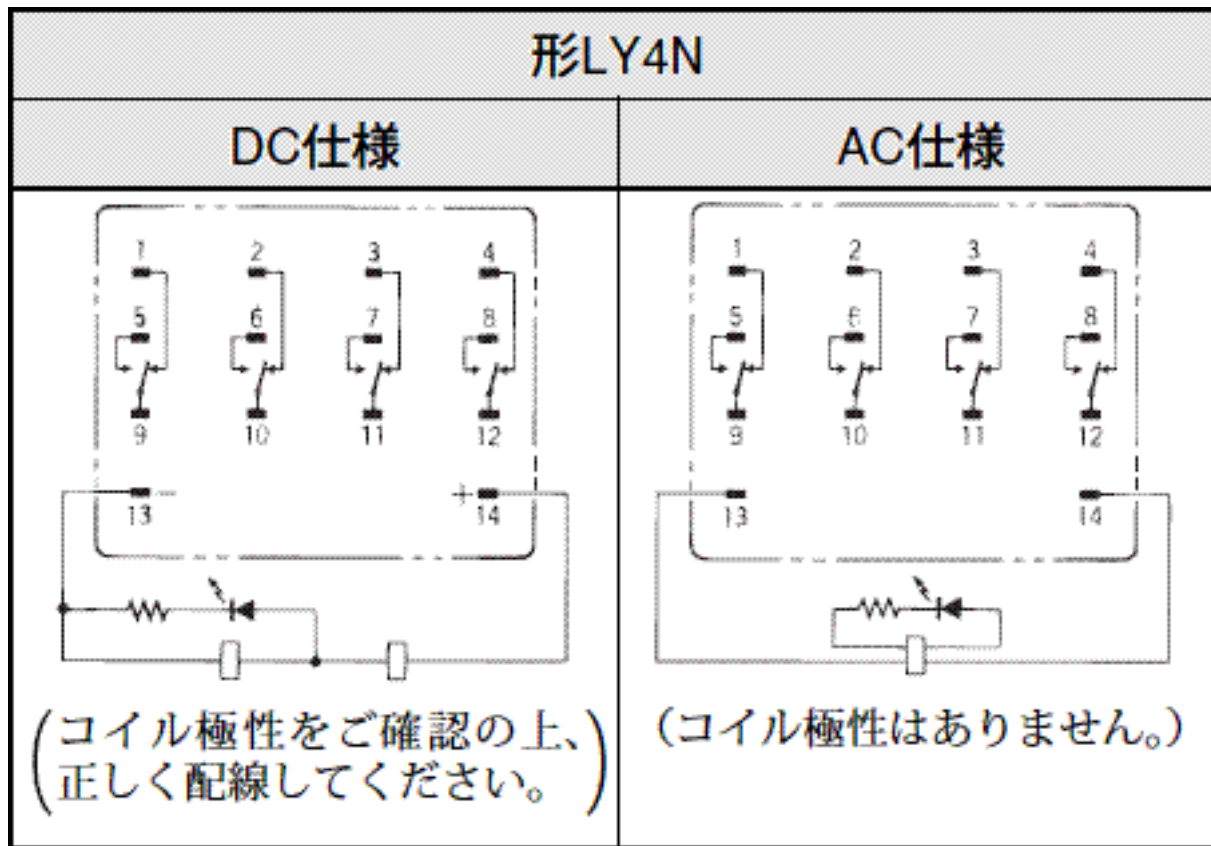 形LY4N
DC仕様 AC仕様
1 2 3 4
5 6 7 8
9 10 11 12
13 − + 14
(コイル極性をご確認の上、
正しく配線してください。)
1 2 3 4
5 6 7 8
9 10 11 12
13 14
(コイル極性はありません。)